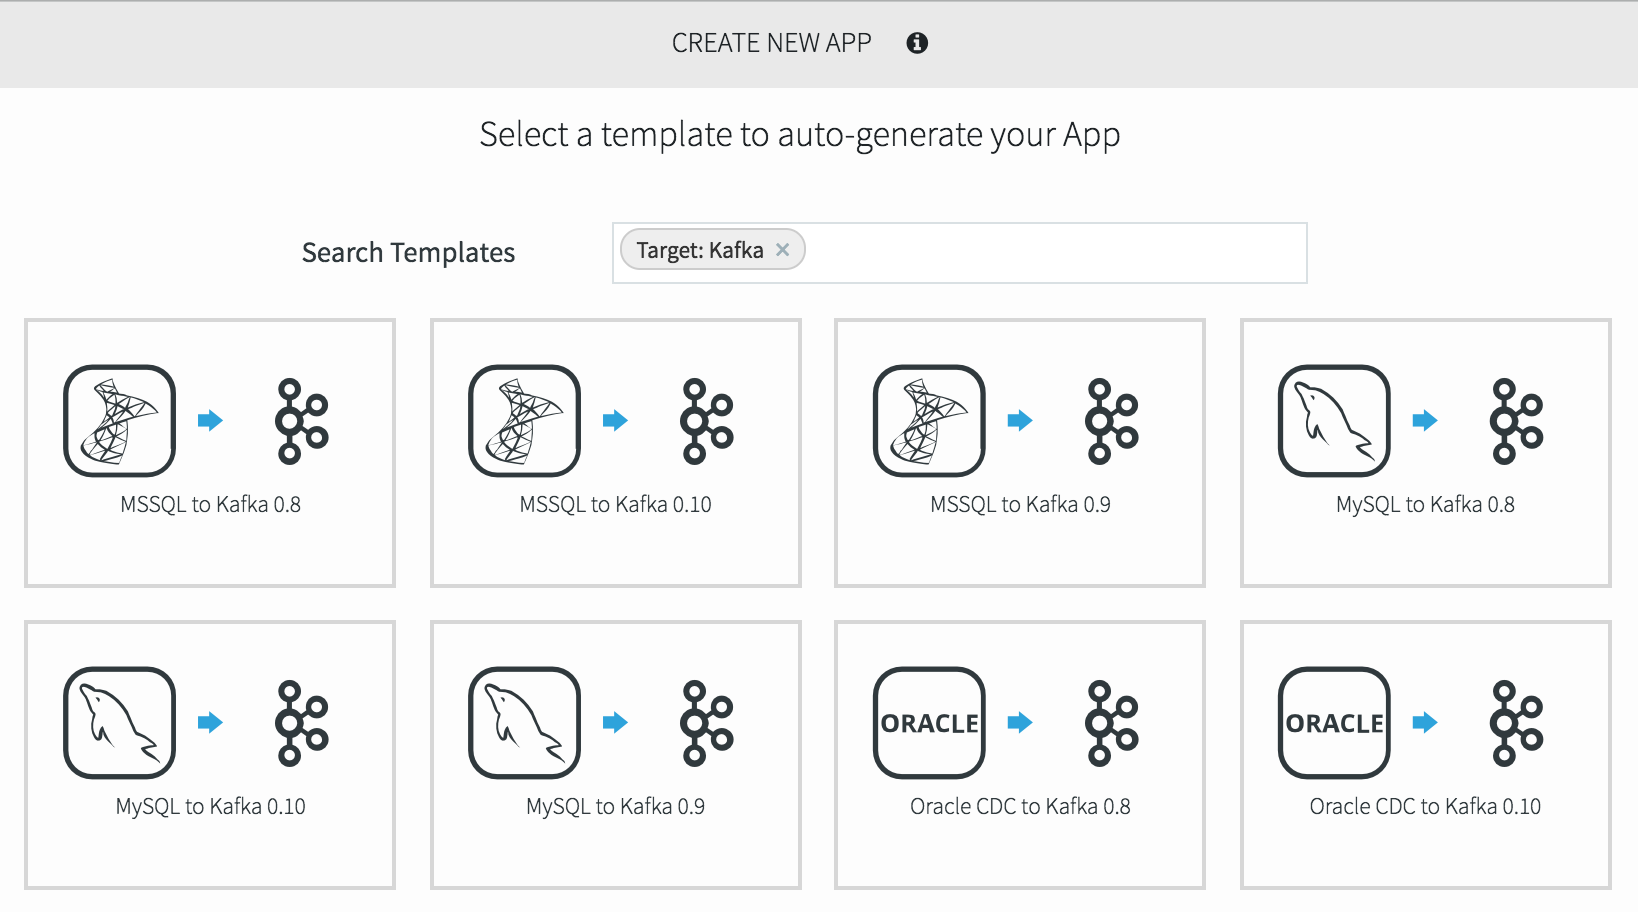 CREATE NEW APP
Select a template to auto-generate your App
Search Templates
Target: Kafka ×
MSSQL to Kafka 0.8
MSSQL to Kafka 0.10
MSSQL to Kafka 0.9
MySQL to Kafka 0.8
MySQL to Kafka 0.10
MySQL to Kafka 0.9
ORACLE
Oracle CDC to Kafka 0.8
ORACLE
Oracle CDC to Kafka 0.10